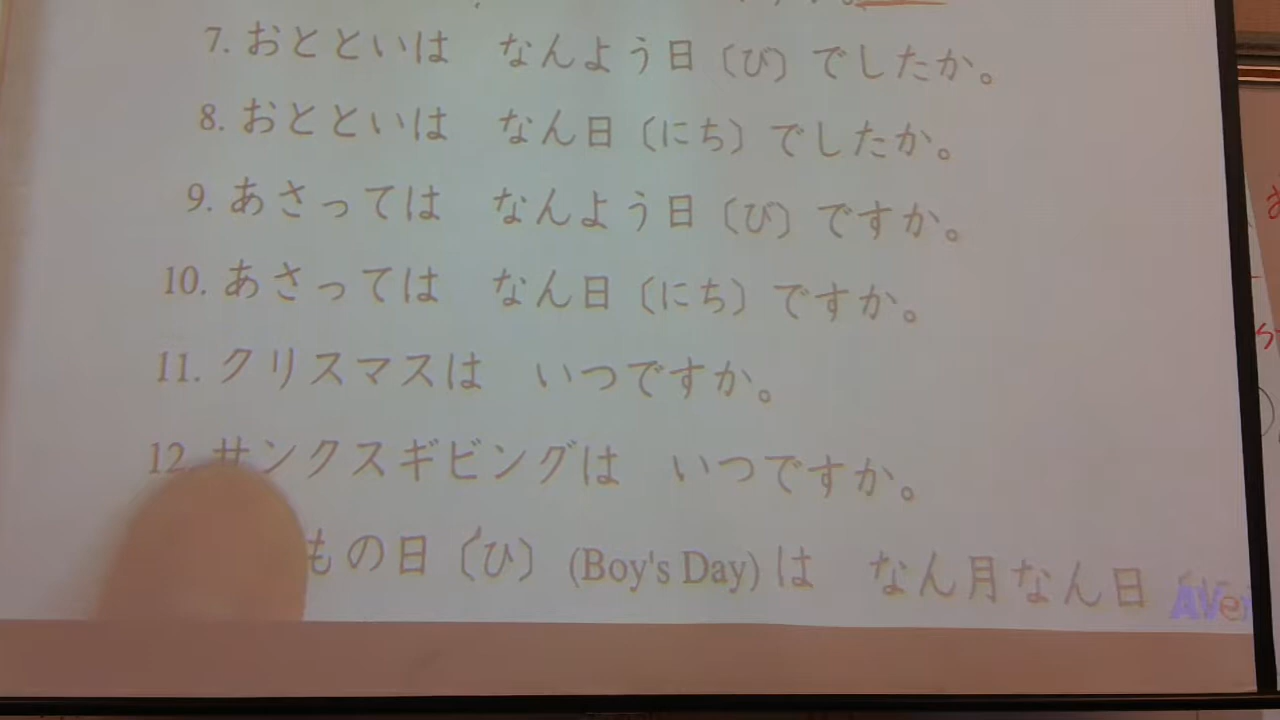 7. おとといは　なんよう日（び）でしたか。
8. おとといは　なん日（にち）でしたか。
9. あさっては　なんよう日（び）ですか。
10. あさっては　なん日（にち）ですか。
11. クリスマスは　いつですか。
12. サンクスギビングは　いつですか。
もの日（ひ）(Boy's Day) は　なん月なん日
AVer